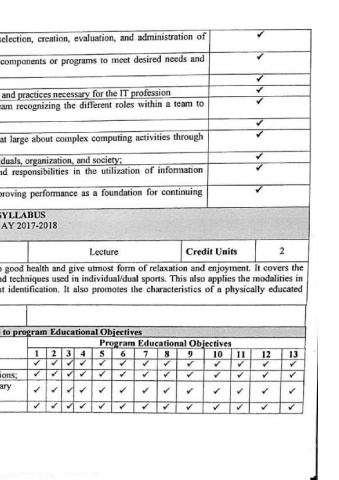 selection, creation, evaluation, and administration of ✓
components or programs to meet desired needs and ✓
✓
and practices necessary for the IT profession ✓
am recognizing the different roles within a team to ✓
✓
at large about complex computing activities through ✓
duals, organization, and society; ✓
nd responsibilities in the utilization of information ✓
proving performance as a foundation for continuing ✓
SYLLABUS
AY 2017-2018
Lecture Credit Units 2
good health and give utmost form of relaxation and enjoyment. It covers the
nd techniques used in individual/dual sports. This also applies the modalities in
nt identification. It also promotes the characteristics of a physically educated
to program Educational Objectives
Program Educational Objectives
1 2 3 4 5 6 7 8 9 10 11 12 13
✓ ✓ ✓ ✓ ✓ ✓ ✓ ✓ ✓ ✓ ✓ ✓ ✓
ions; ✓ ✓ ✓ ✓ ✓ ✓ ✓ ✓ ✓ ✓ ✓ ✓ ✓
ary ✓ ✓ ✓ ✓ ✓ ✓ ✓ ✓ ✓ ✓ ✓ ✓ ✓
✓ ✓ ✓ ✓ ✓ ✓ ✓ ✓ ✓ ✓ ✓ ✓ ✓